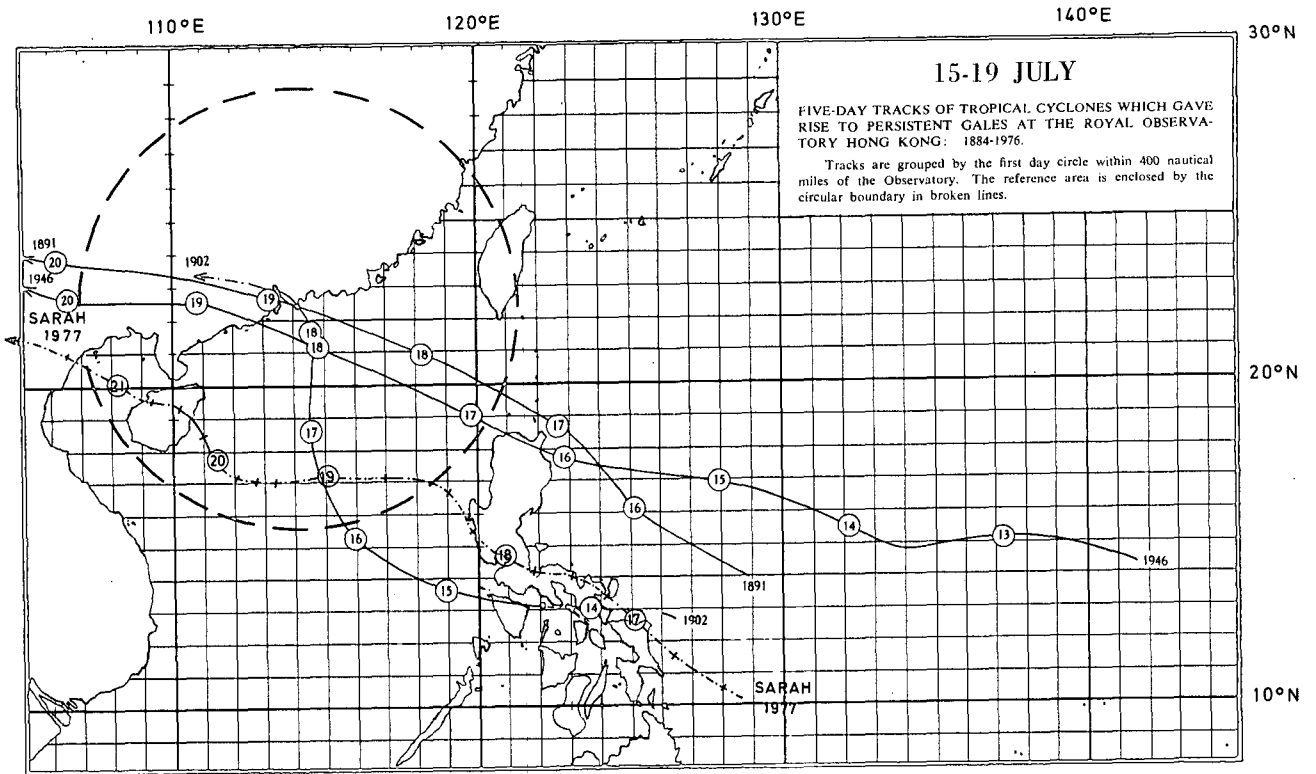 110°E 120°E 130°E 140°E
30°N
15-19 JULY
FIVE-DAY TRACKS OF TROPICAL CYCLONES WHICH GAVE
RISE TO PERSISTENT GALES AT THE ROYAL OBSERVA-
TORY HONG KONG: 1884-1976.
Tracks are grouped by the first day circle within 400 nautical
miles of the Observatory. The reference area is enclosed by the
circular boundary in broken lines.
1891
20
1902
1946
20
19
19
SARAH
1977
18
18
18
21
20°N
17
17
17
16
20
19
15
16
16
14
13
18
1946
15
1891
14
17
1902
SARAH
1977
10°N